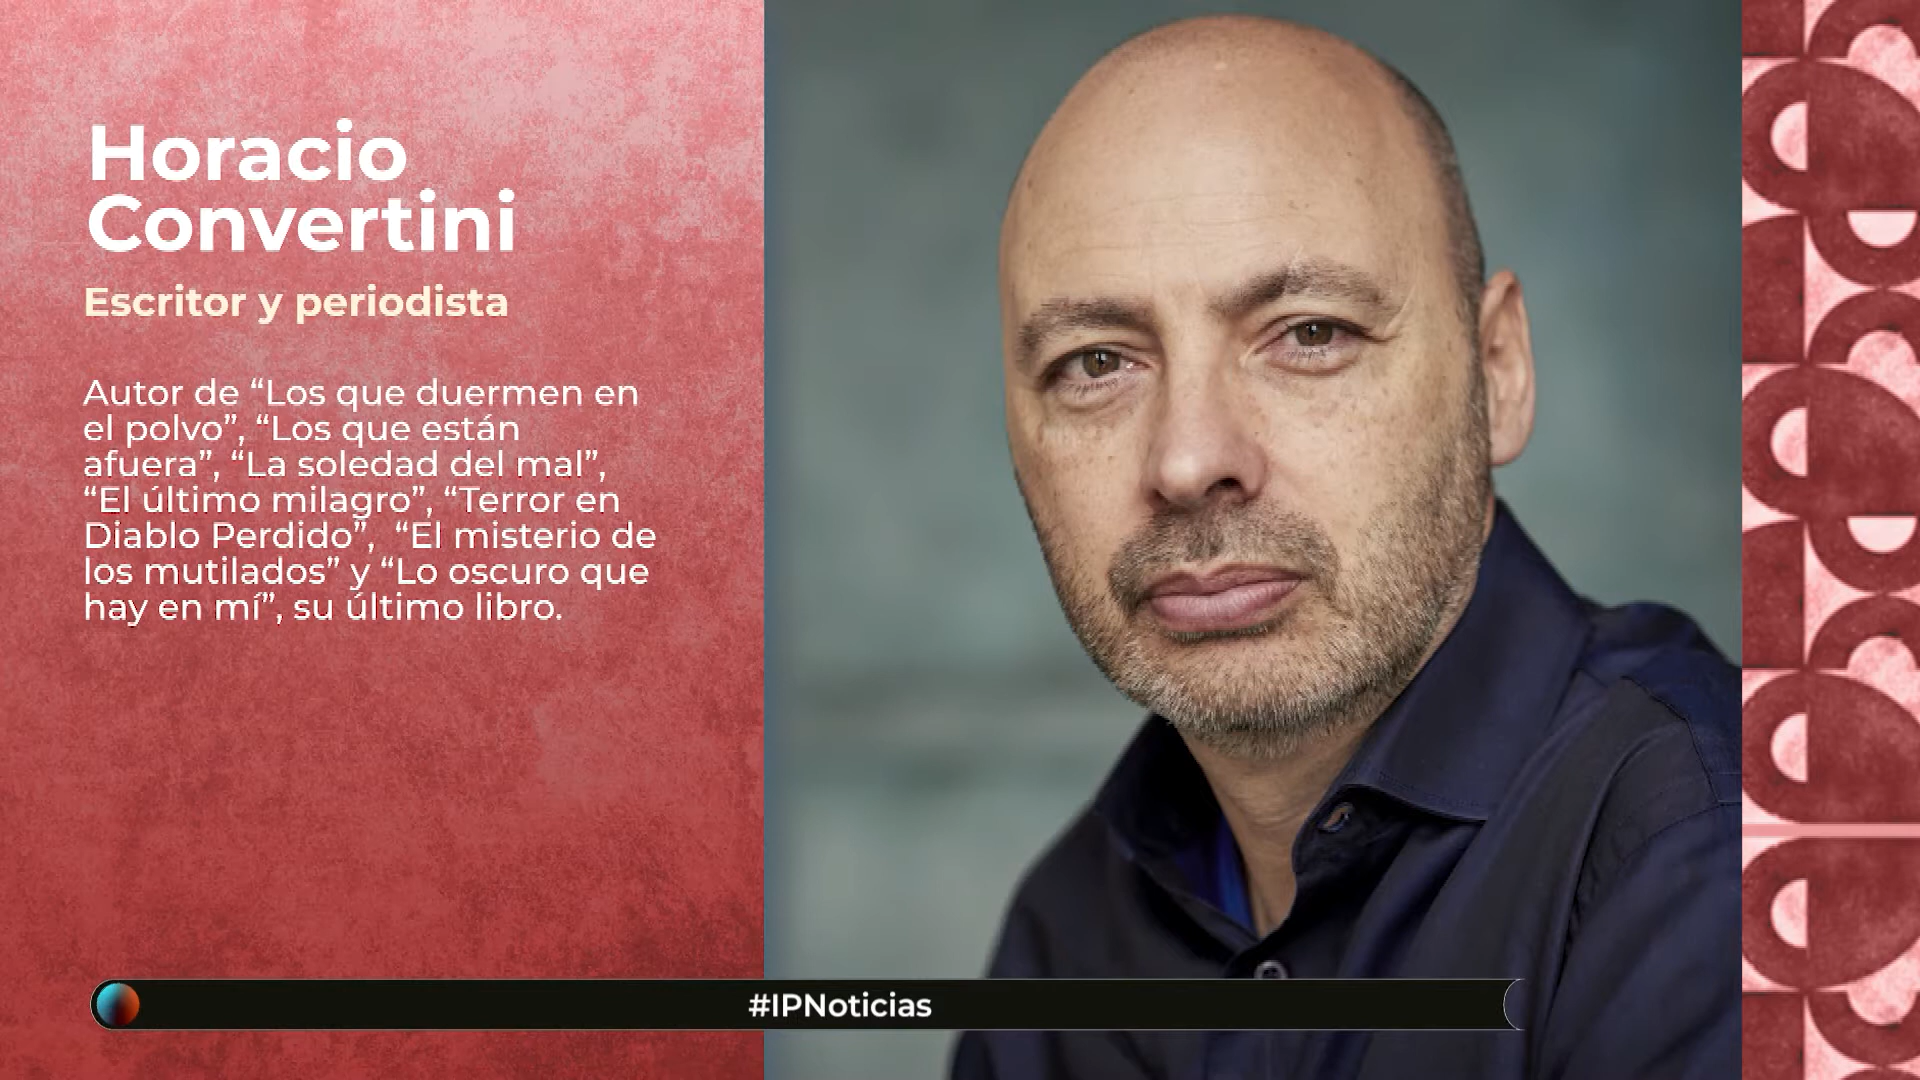 Horacio
Convertini
Escritor y periodista
Autor de “Los que duermen en
el polvo”, “Los que están
afuera”, “La soledad del mal”,
“El último milagro”, “Terror en
Diablo Perdido”, “El misterio de
los mutilados” y “Lo oscuro que
hay en mí”, su último libro.
#IPNoticias